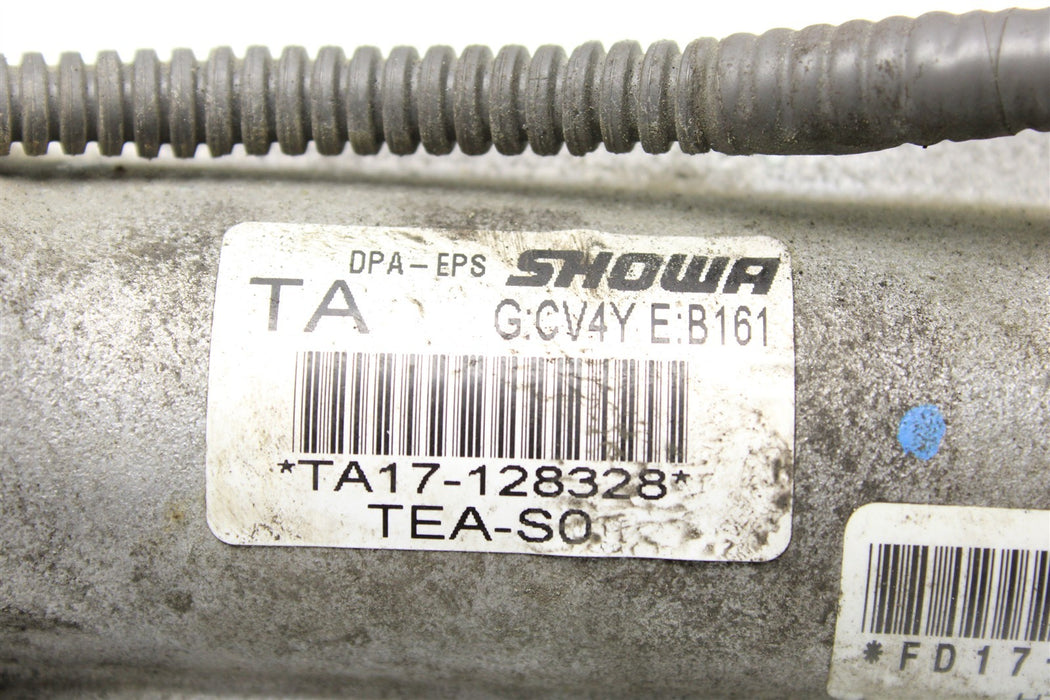 DPA-EPS SHOWA
TA G:CV4Y E:B161
*TA17-128328*
TEA-S0
*FD17-